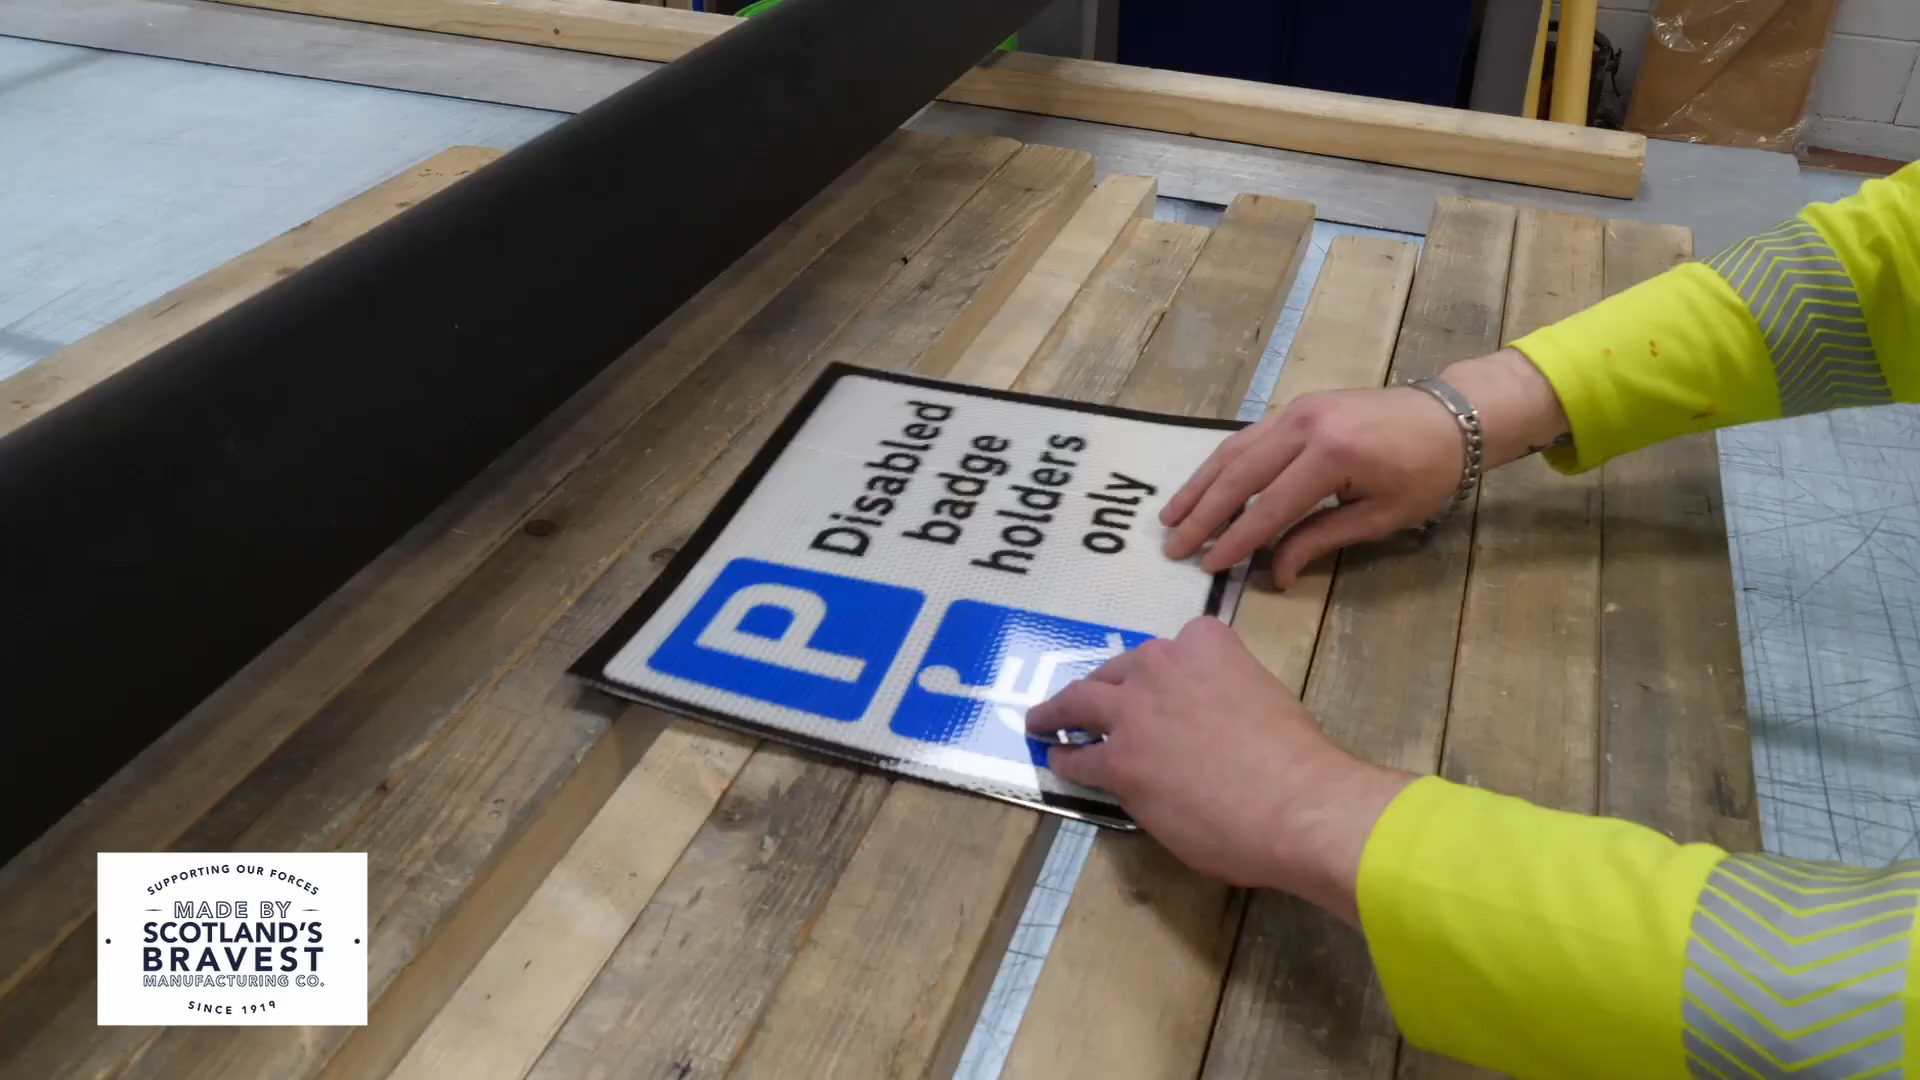 Disabled
badge
holders
only
P
SUPPORTING OUR FORCES
MADE BY
SCOTLAND'S
BRAVEST
MANUFACTURING CO.
SINCE 1919